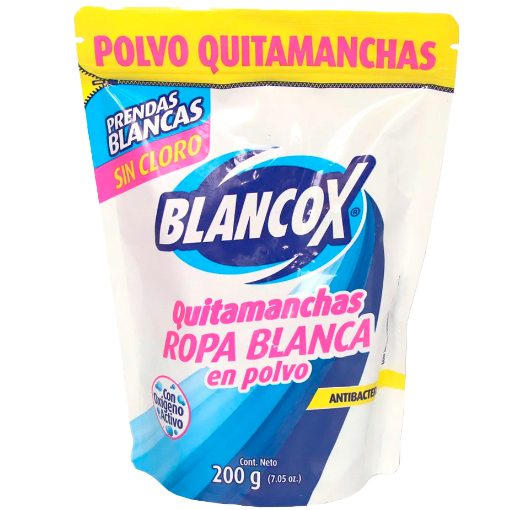 POLVO QUITAMANCHAS
PRENDAS
BLANCAS
SIN CLORO
BLANCOX®
Quitamanchas
ROPA BLANCA
en polvo
ANTIBACTE
Con
Oxígeno
Activo
Cont. Neto
200 g (7.05 oz.)